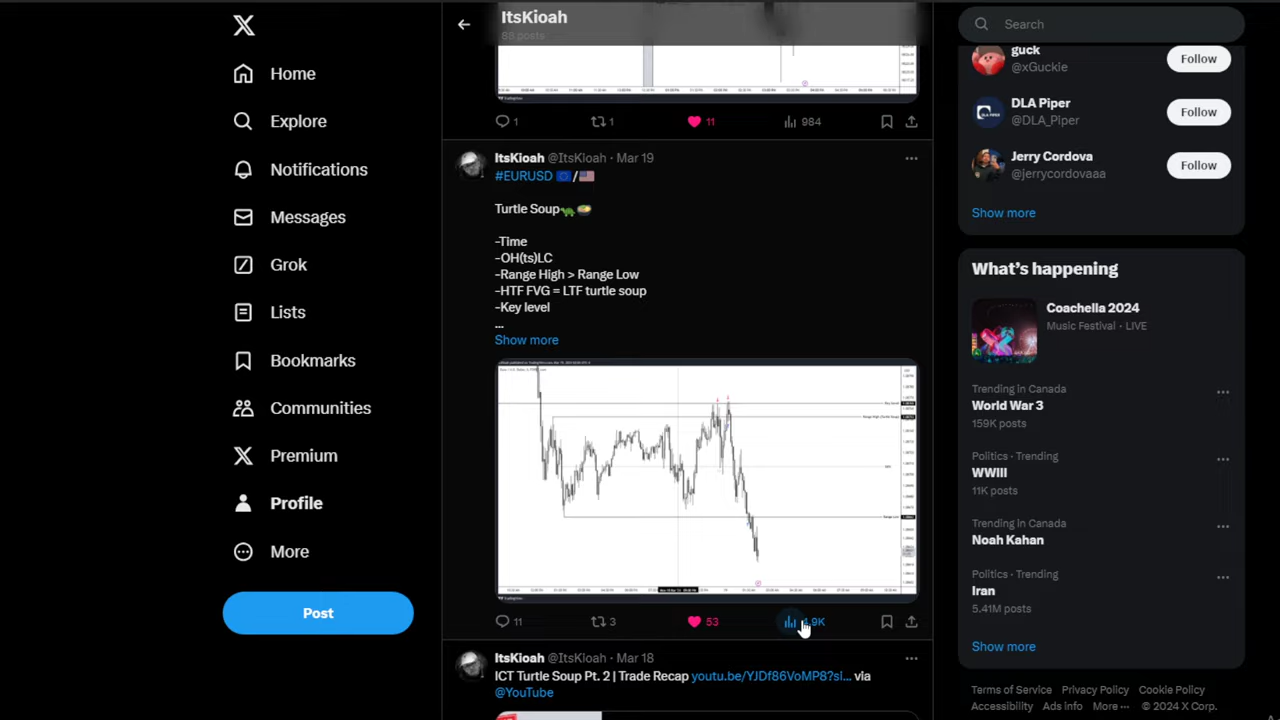 ItsKioah
Search
Home
Explore
Notifications
Messages
Grok
Lists
Bookmarks
Communities
Premium
Profile
More
Post
1
1
11
984
ItsKioah @ItsKioah · Mar 19
#EURUSD 🇪🇺/🇺🇸
Turtle Soup🐢🍲
-Time
-OH(ts)LC
-Range High > Range Low
-HTF FVG = LTF turtle soup
-Key level
...
Show more
11
3
53
ItsKioah @ItsKioah · Mar 18
ICT Turtle Soup Pt. 2 | Trade Recap youtu.be/YJDf86VoMP8?si... via
@YouTube
guck
@xGuckie
Follow
DLA Piper
@DLA_Piper
Follow
Jerry Cordova
@jerrycordovaaa
Follow
Show more
What's happening
Coachella 2024
Music Festival · LIVE
Trending in Canada
World War 3
159K posts
Politics · Trending
WWIII
11K posts
Trending in Canada
Noah Kahan
Politics · Trending
Iran
5.41M posts
Show more
Terms of Service Privacy Policy Cookie Policy
Accessibility Ads info More ··· © 2024 X Corp.